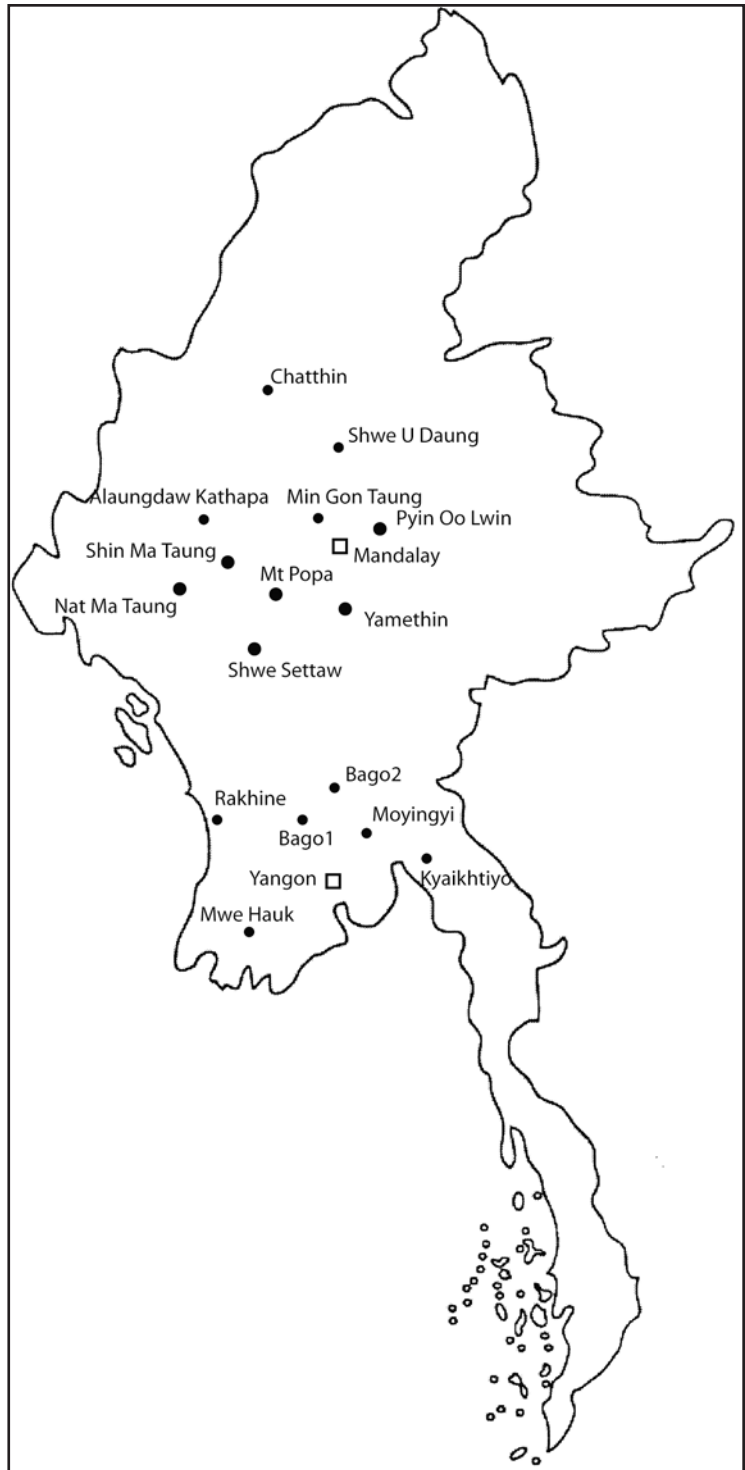 Chatthin
Shwe U Daung
Alaungdaw Kathapa
Min Gon Taung
Pyin Oo Lwin
Shin Ma Taung
Mandalay
Mt Popa
Nat Ma Taung
Yamethin
Shwe Settaw
Bago2
Rakhine
Moyingyi
Bago1
Yangon
Kyaikhtiyo
Mwe Hauk